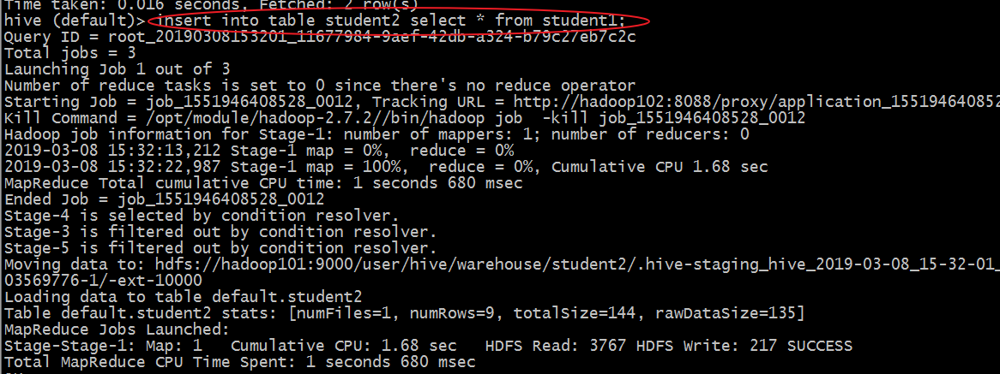 Time taken: 0.016 seconds, Fetched: 2 row(s)
hive (default)> insert into table student2 select * from student1;
Query ID = root_20190308153201_11677984-9aef-42db-a324-b79c27eb7c2c
Total jobs = 3
Launching Job 1 out of 3
Number of reduce tasks is set to 0 since there's no reduce operator
Starting Job = job_1551946408528_0012, Tracking URL = http://hadoop102:8088/proxy/application_155194640852
Kill Command = /opt/module/hadoop-2.7.2//bin/hadoop job  -kill job_1551946408528_0012
Hadoop job information for Stage-1: number of mappers: 1; number of reducers: 0
2019-03-08 15:32:13,212 Stage-1 map = 0%,  reduce = 0%
2019-03-08 15:32:22,987 Stage-1 map = 100%,  reduce = 0%, Cumulative CPU 1.68 sec
MapReduce Total cumulative CPU time: 1 seconds 680 msec
Ended Job = job_1551946408528_0012
Stage-4 is selected by condition resolver.
Stage-3 is filtered out by condition resolver.
Stage-5 is filtered out by condition resolver.
Moving data to: hdfs://hadoop101:9000/user/hive/warehouse/student2/.hive-staging_hive_2019-03-08_15-32-01_
03569776-1/-ext-10000
Loading data to table default.student2
Table default.student2 stats: [numFiles=1, numRows=9, totalSize=144, rawDataSize=135]
MapReduce Jobs Launched:
Stage-Stage-1: Map: 1   Cumulative CPU: 1.68 sec   HDFS Read: 3767 HDFS Write: 217 SUCCESS
Total MapReduce CPU Time Spent: 1 seconds 680 msec